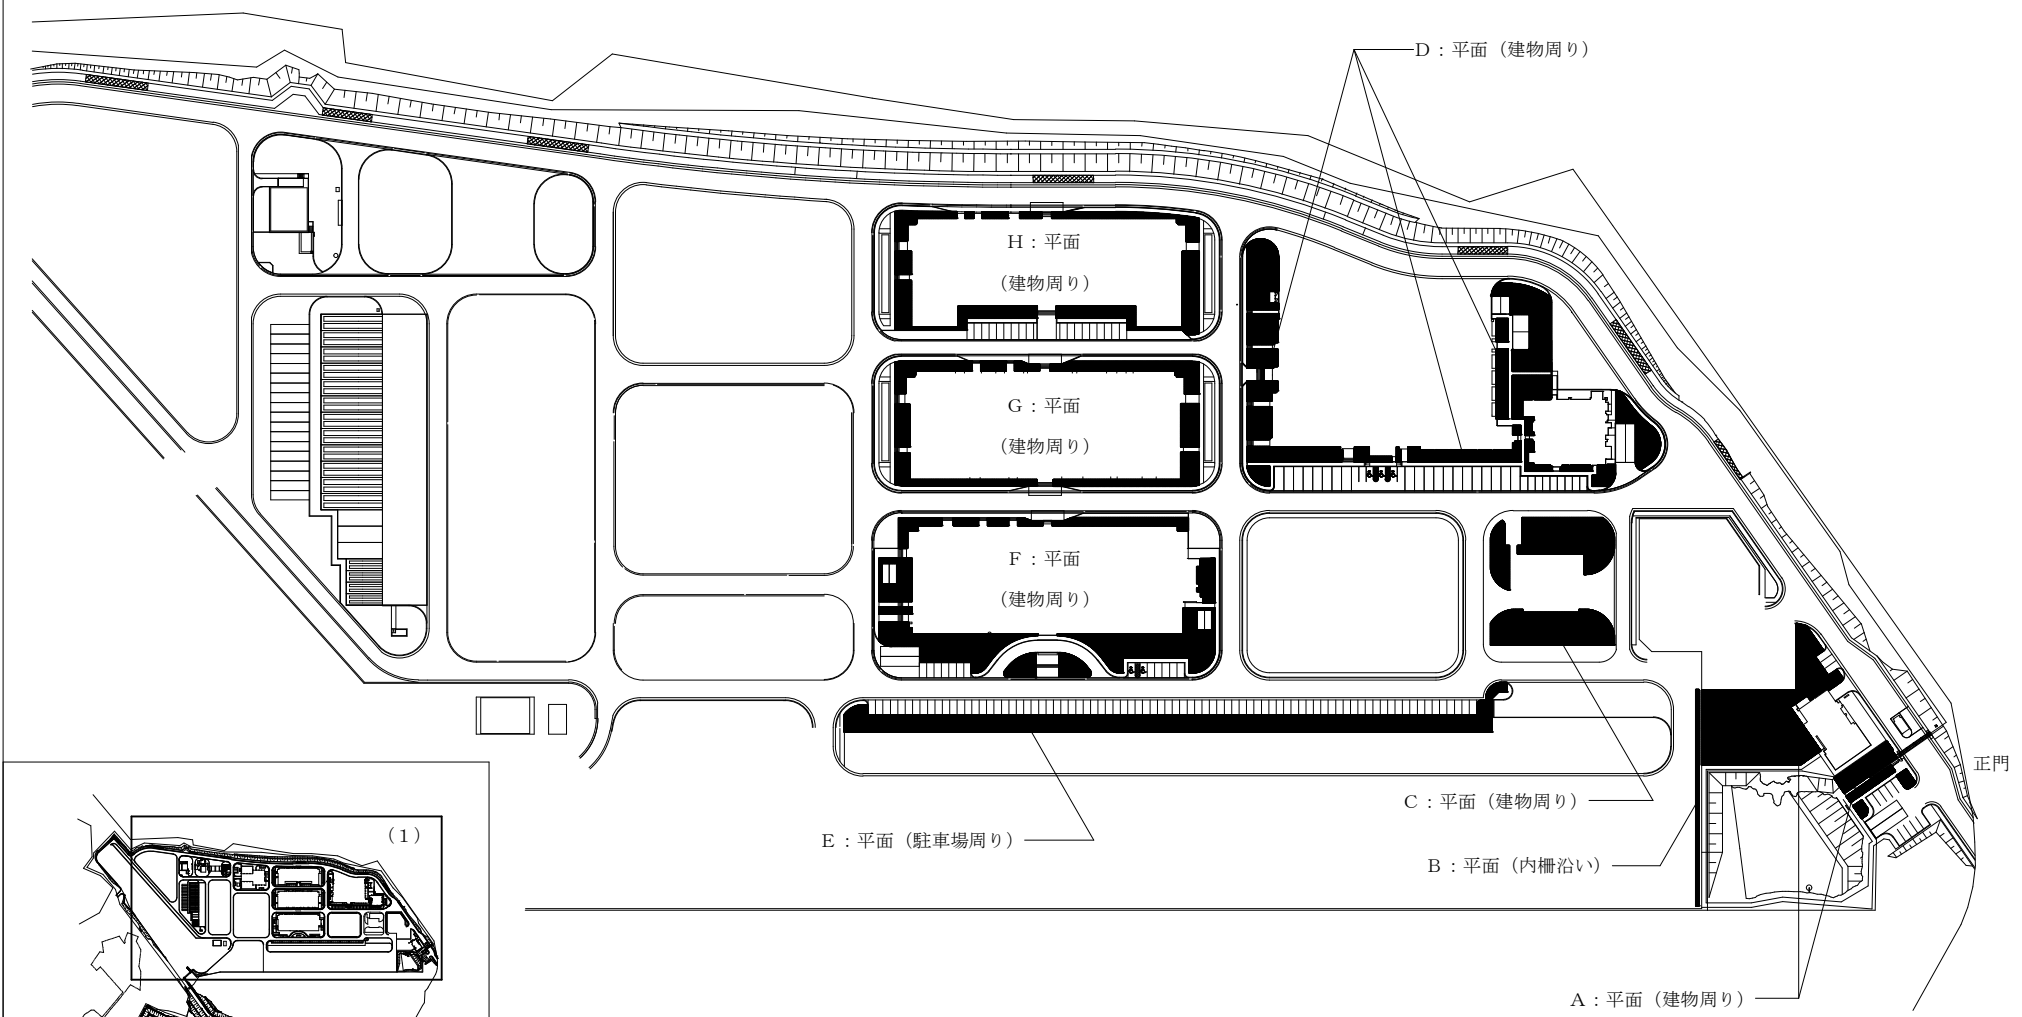 D：平面（建物周り）
H：平面
（建物周り）
G：平面
（建物周り）
F：平面
（建物周り）
正門
C：平面（建物周り）
E：平面（駐車場周り）
B：平面（内柵沿い）
A：平面（建物周り）
（1）